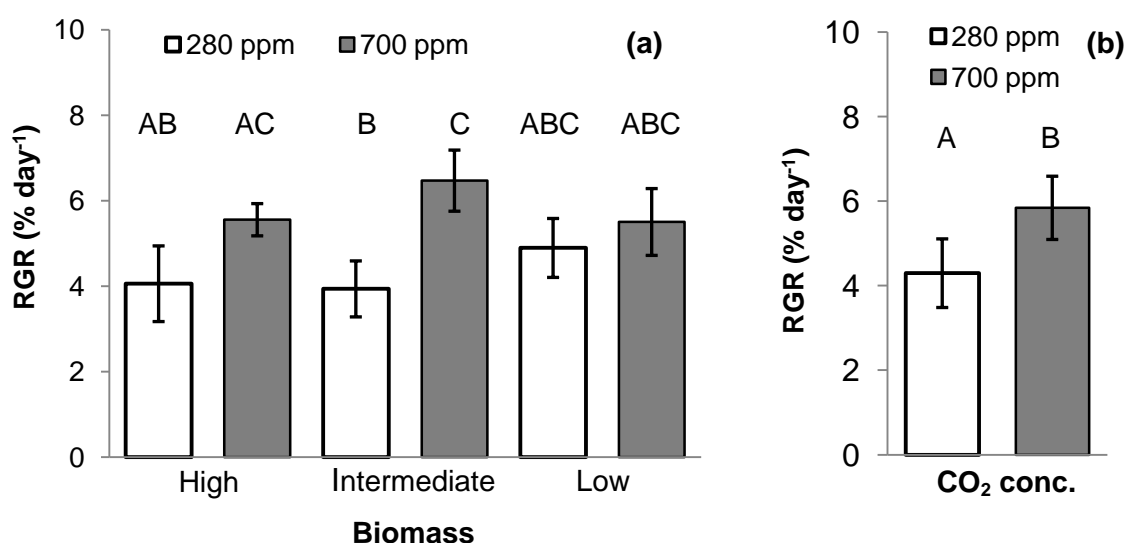 280 ppm 700 ppm (a)
10
8
6
4
2
0
RGR (% day⁻¹)
AB AC B C ABC ABC
High Intermediate Low
Biomass
280 ppm (b)
700 ppm
10
8
6
4
2
0
RGR (% day⁻¹)
A B
CO₂ conc.